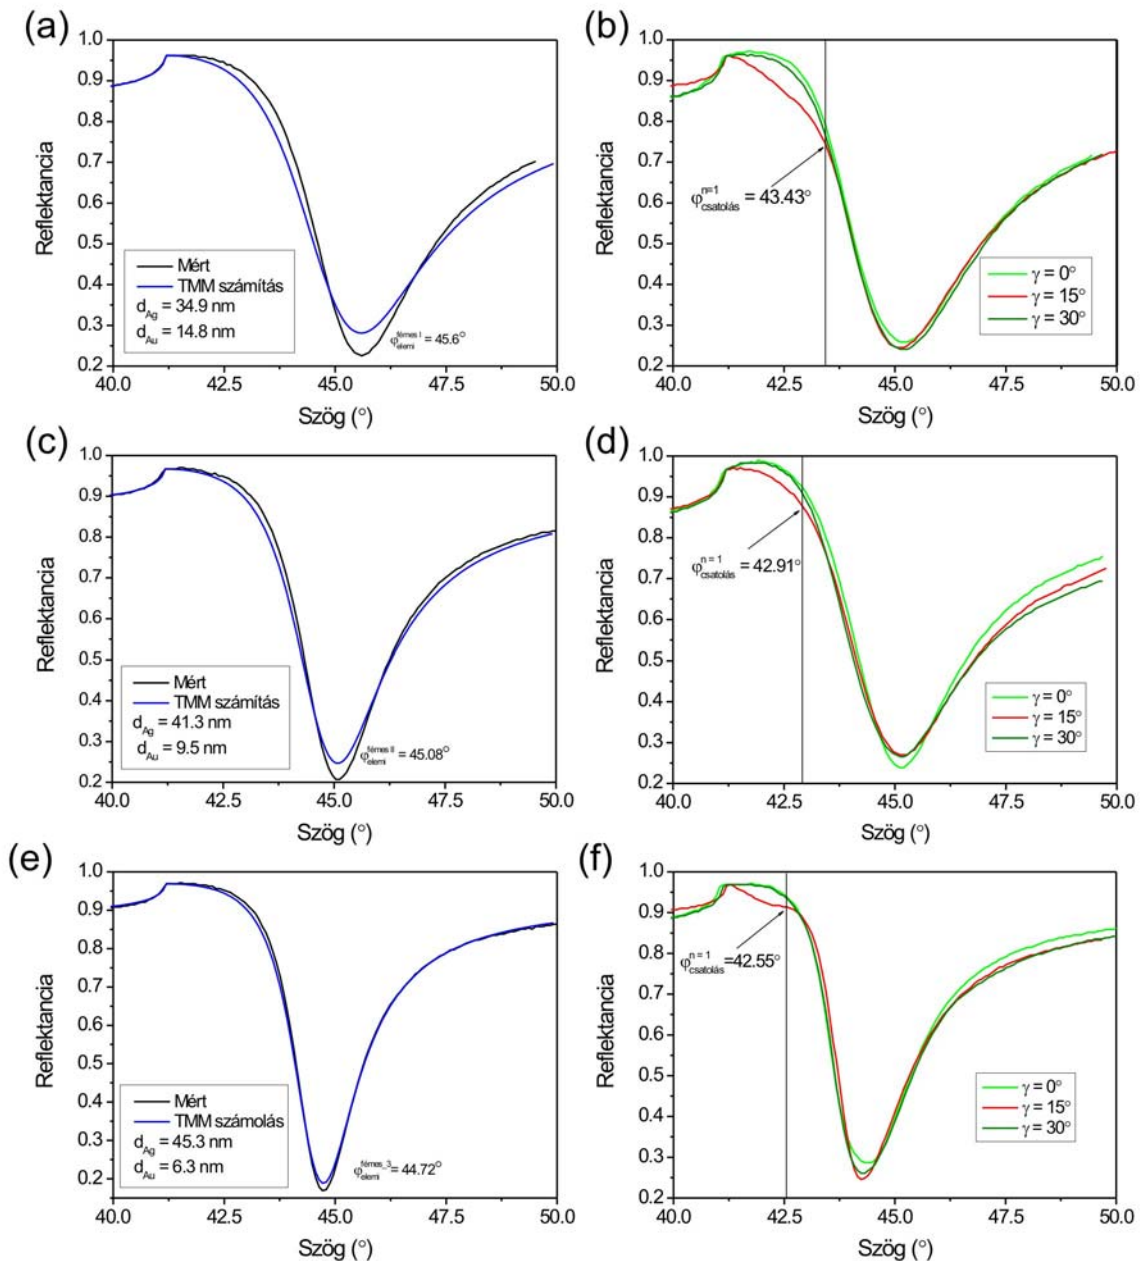 (a)
1.0
0.9
0.8
0.7
0.6
0.5
0.4
0.3
0.2
Reflektancia
Mért
TMM számítás
d_Ag = 34.9 nm
d_Au = 14.8 nm
φ_elemi^fémes I = 45.6°
40.0 42.5 45.0 47.5 50.0
Szög (°)
(b)
1.0
0.9
0.8
0.7
0.6
0.5
0.4
0.3
0.2
Reflektancia
φ_csatolás^n=1 = 43.43°
γ = 0°
γ = 15°
γ = 30°
40.0 42.5 45.0 47.5 50.0
Szög (°)
(c)
1.0
0.9
0.8
0.7
0.6
0.5
0.4
0.3
0.2
Reflektancia
Mért
TMM számítás
d_Ag = 41.3 nm
d_Au = 9.5 nm
φ_elemi^fémes II = 45.08°
40.0 42.5 45.0 47.5 50.0
Szög (°)
(d)
1.0
0.9
0.8
0.7
0.6
0.5
0.4
0.3
0.2
Reflektancia
φ_csatolás^n = 1 = 42.91°
γ = 0°
γ = 15°
γ = 30°
40.0 42.5 45.0 47.5 50.0
Szög (°)
(e)
1.0
0.9
0.8
0.7
0.6
0.5
0.4
0.3
0.2
Reflektancia
Mért
TMM számolás
d_Ag = 45.3 nm
d_Au = 6.3 nm
φ_elemi^fémes_3 = 44.72°
40.0 42.5 45.0 47.5 50.0
Szög (°)
(f)
1.0
0.9
0.8
0.7
0.6
0.5
0.4
0.3
0.2
Reflektancia
φ_csatolás^n = 1 =42.55°
γ = 0°
γ = 15°
γ = 30°
40.0 42.5 45.0 47.5 50.0
Szög (°)